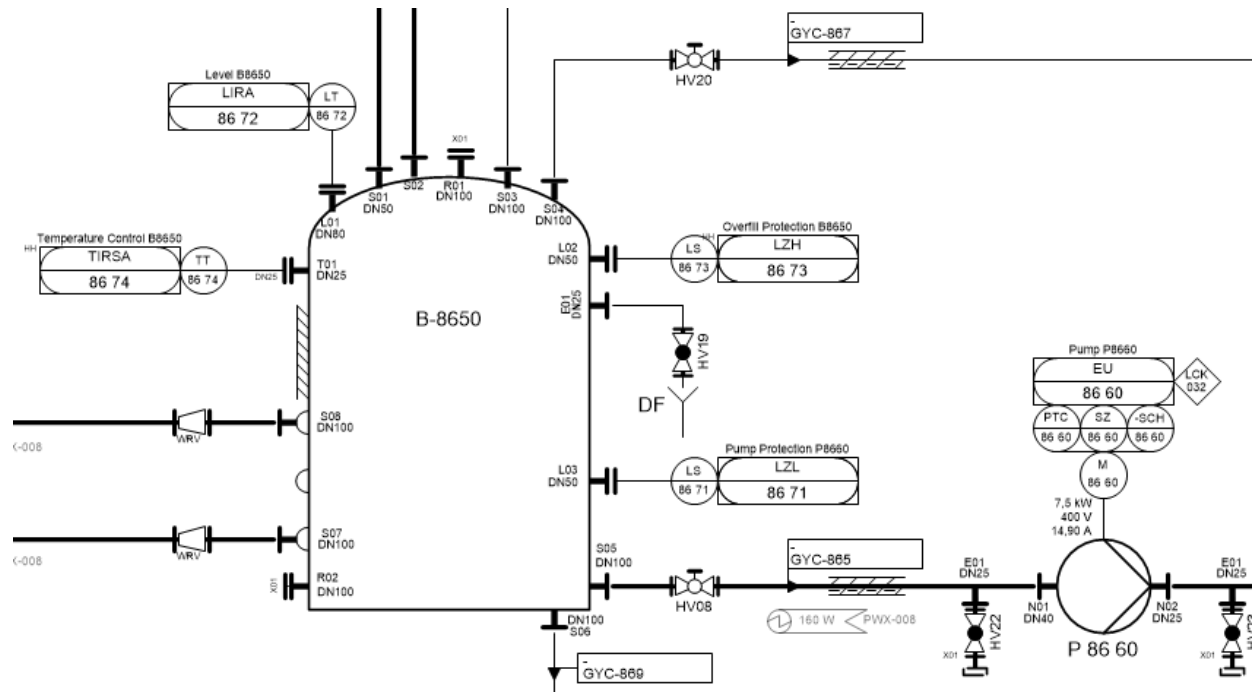 -
GYC-867
HV20
Level B8650
LIRA
86 72
LT
86 72
X01
S01
DN50
S02
R01
DN100
S03
DN100
S04
DN100
L01
DN80
Temperature Control B8650
HH
TIRSA
86 74
TT
86 74
DN25
T01
DN25
L02
DN50
Overfill Protection B8650
HH
LS
86 73
LZH
86 73
E01
DN25
B-8650
HV19
DF
Pump P8660
EU
86 60
LCK
032
PTC
86 60
SZ
86 60
-SCH
86 60
M
86 60
7,5 kW
400 V
14,90 A
S08
DN100
WRV
X-008
L03
DN50
Pump Protection P8660
LS
86 71
LZL
86 71
S07
DN100
WRV
X-008
R02
DN100
X01
S05
DN100
HV08
-
GYC-865
160 W
PWX-008
E01
DN25
HV22
X01
N01
DN40
P 86 60
N02
DN25
E01
DN25
X01
DN100
S06
-
GYC-869